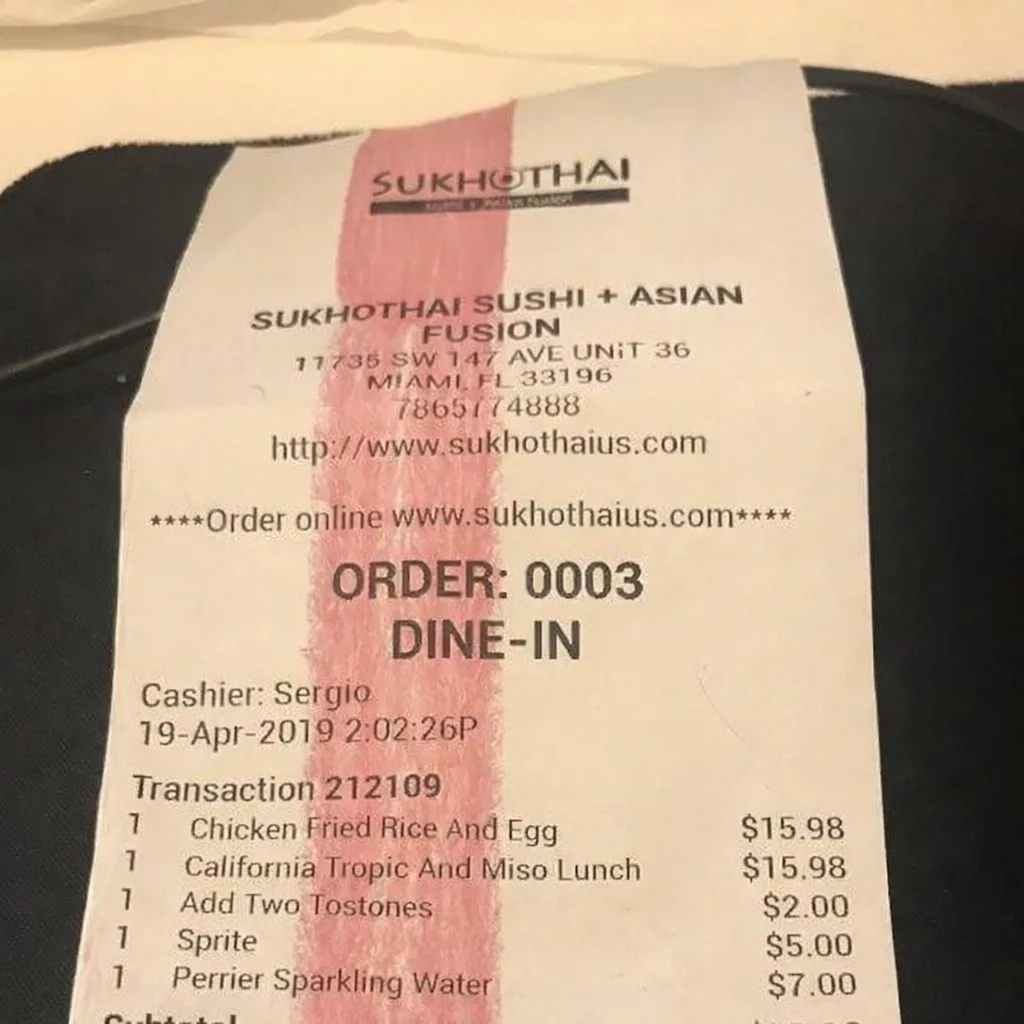 SUKHOTHAI
SUKHOTHAI SUSHI + ASIAN
FUSION
11735 SW 147 AVE UNiT 36
MIAMI, FL 33196
7865774888
http://www.sukhothaius.com
****Order online www.sukhothaius.com****
ORDER: 0003
DINE-IN
Cashier: Sergio
19-Apr-2019 2:02:26P
Transaction 212109
1 Chicken Fried Rice And Egg $15.98
1 California Tropic And Miso Lunch $15.98
1 Add Two Tostones $2.00
1 Sprite $5.00
1 Perrier Sparkling Water $7.00
Subtotal